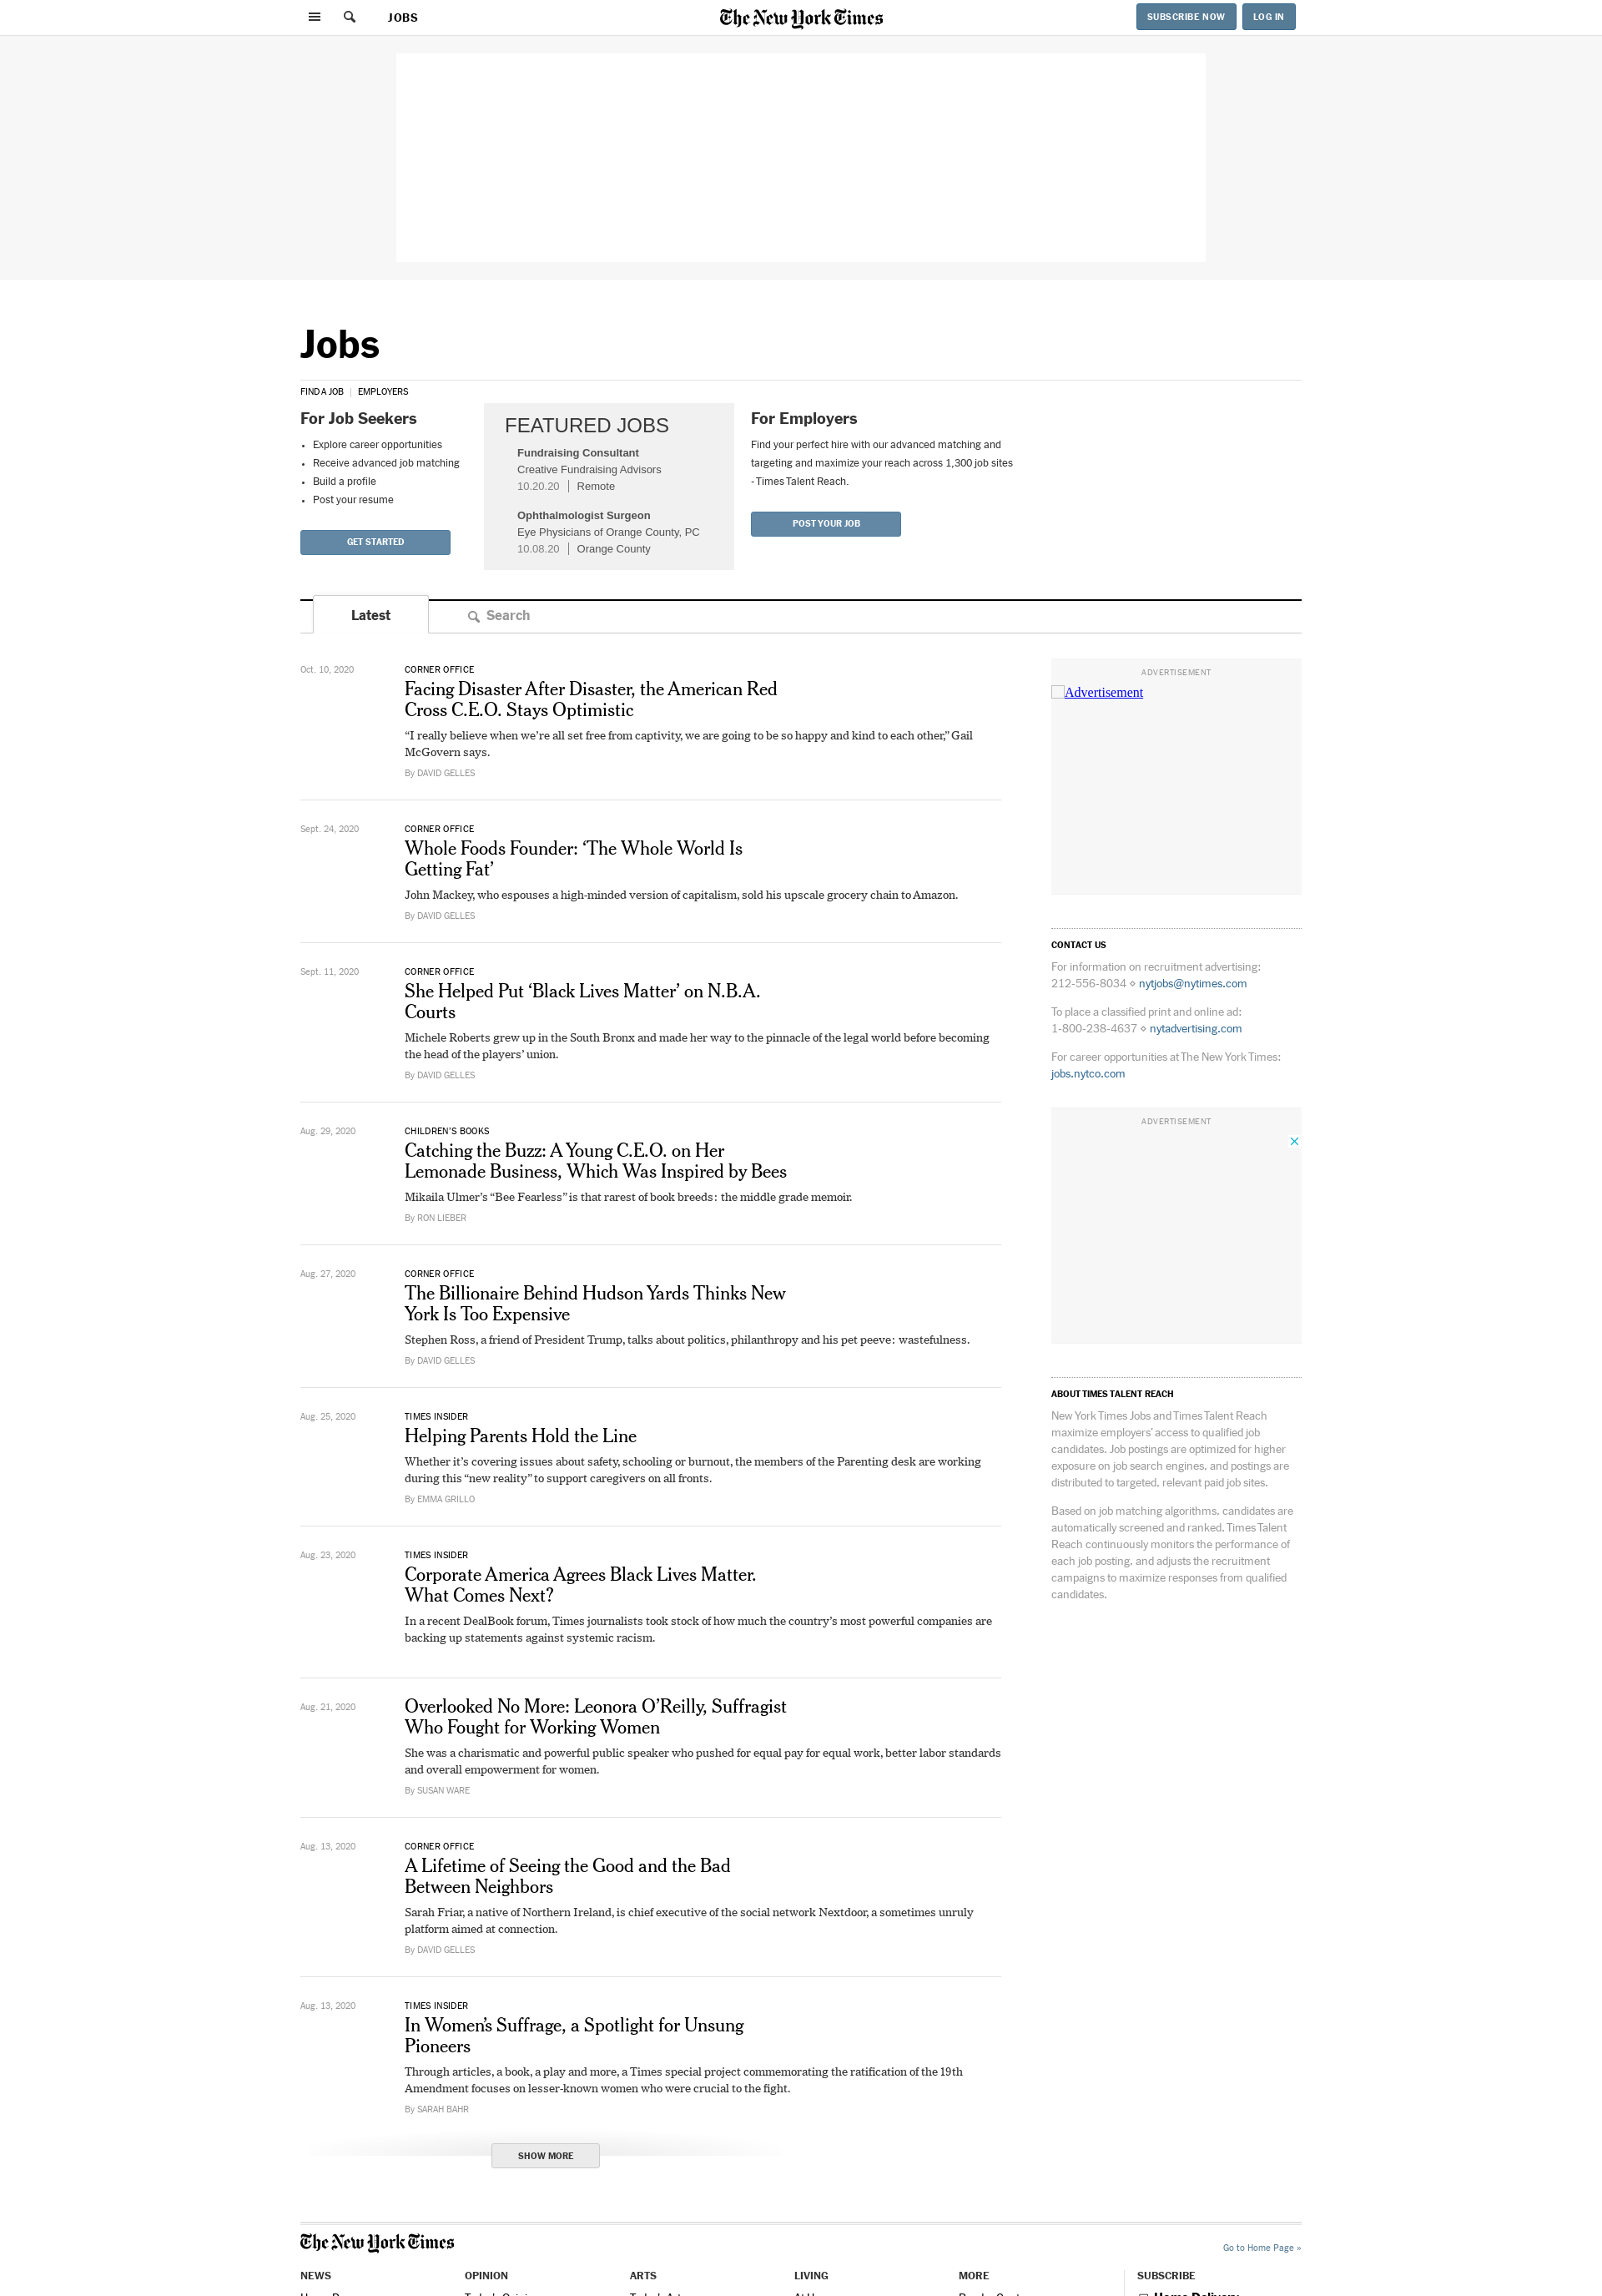 JOBS
The New York Times
SUBSCRIBE NOW
LOG IN
Jobs
FIND A JOB | EMPLOYERS
For Job Seekers
• Explore career opportunities
• Receive advanced job matching
• Build a profile
• Post your resume
GET STARTED
FEATURED JOBS
Fundraising Consultant
Creative Fundraising Advisors
10.20.20 | Remote
Ophthalmologist Surgeon
Eye Physicians of Orange County, PC
10.08.20 | Orange County
For Employers
Find your perfect hire with our advanced matching and
targeting and maximize your reach across 1,300 job sites
- Times Talent Reach.
POST YOUR JOB
Latest
Search
Oct. 10, 2020
CORNER OFFICE
Facing Disaster After Disaster, the American Red
Cross C.E.O. Stays Optimistic
“I really believe when we’re all set free from captivity, we are going to be so happy and kind to each other,” Gail
McGovern says.
By DAVID GELLES
Sept. 24, 2020
CORNER OFFICE
Whole Foods Founder: ‘The Whole World Is
Getting Fat’
John Mackey, who espouses a high-minded version of capitalism, sold his upscale grocery chain to Amazon.
By DAVID GELLES
Sept. 11, 2020
CORNER OFFICE
She Helped Put ‘Black Lives Matter’ on N.B.A.
Courts
Michele Roberts grew up in the South Bronx and made her way to the pinnacle of the legal world before becoming
the head of the players’ union.
By DAVID GELLES
Aug. 29, 2020
CHILDREN’S BOOKS
Catching the Buzz: A Young C.E.O. on Her
Lemonade Business, Which Was Inspired by Bees
Mikaila Ulmer’s “Bee Fearless” is that rarest of book breeds: the middle grade memoir.
By RON LIEBER
Aug. 27, 2020
CORNER OFFICE
The Billionaire Behind Hudson Yards Thinks New
York Is Too Expensive
Stephen Ross, a friend of President Trump, talks about politics, philanthropy and his pet peeve: wastefulness.
By DAVID GELLES
Aug. 25, 2020
TIMES INSIDER
Helping Parents Hold the Line
Whether it’s covering issues about safety, schooling or burnout, the members of the Parenting desk are working
during this “new reality” to support caregivers on all fronts.
By EMMA GRILLO
Aug. 23, 2020
TIMES INSIDER
Corporate America Agrees Black Lives Matter.
What Comes Next?
In a recent DealBook forum, Times journalists took stock of how much the country’s most powerful companies are
backing up statements against systemic racism.
Aug. 21, 2020
Overlooked No More: Leonora O’Reilly, Suffragist
Who Fought for Working Women
She was a charismatic and powerful public speaker who pushed for equal pay for equal work, better labor standards
and overall empowerment for women.
By SUSAN WARE
Aug. 13, 2020
CORNER OFFICE
A Lifetime of Seeing the Good and the Bad
Between Neighbors
Sarah Friar, a native of Northern Ireland, is chief executive of the social network Nextdoor, a sometimes unruly
platform aimed at connection.
By DAVID GELLES
Aug. 13, 2020
TIMES INSIDER
In Women’s Suffrage, a Spotlight for Unsung
Pioneers
Through articles, a book, a play and more, a Times special project commemorating the ratification of the 19th
Amendment focuses on lesser-known women who were crucial to the fight.
By SARAH BAHR
SHOW MORE
ADVERTISEMENT
Advertisement
CONTACT US
For information on recruitment advertising:
212-556-8034 ⋄ nytjobs@nytimes.com
To place a classified print and online ad:
1-800-238-4637 ⋄ nytadvertising.com
For career opportunities at The New York Times:
jobs.nytco.com
ADVERTISEMENT
ABOUT TIMES TALENT REACH
New York Times Jobs and Times Talent Reach
maximize employers’ access to qualified job
candidates. Job postings are optimized for higher
exposure on job search engines, and postings are
distributed to targeted, relevant paid job sites.
Based on job matching algorithms, candidates are
automatically screened and ranked. Times Talent
Reach continuously monitors the performance of
each job posting, and adjusts the recruitment
campaigns to maximize responses from qualified
candidates.
The New York Times
Go to Home Page »
NEWS
OPINION
ARTS
LIVING
MORE
SUBSCRIBE